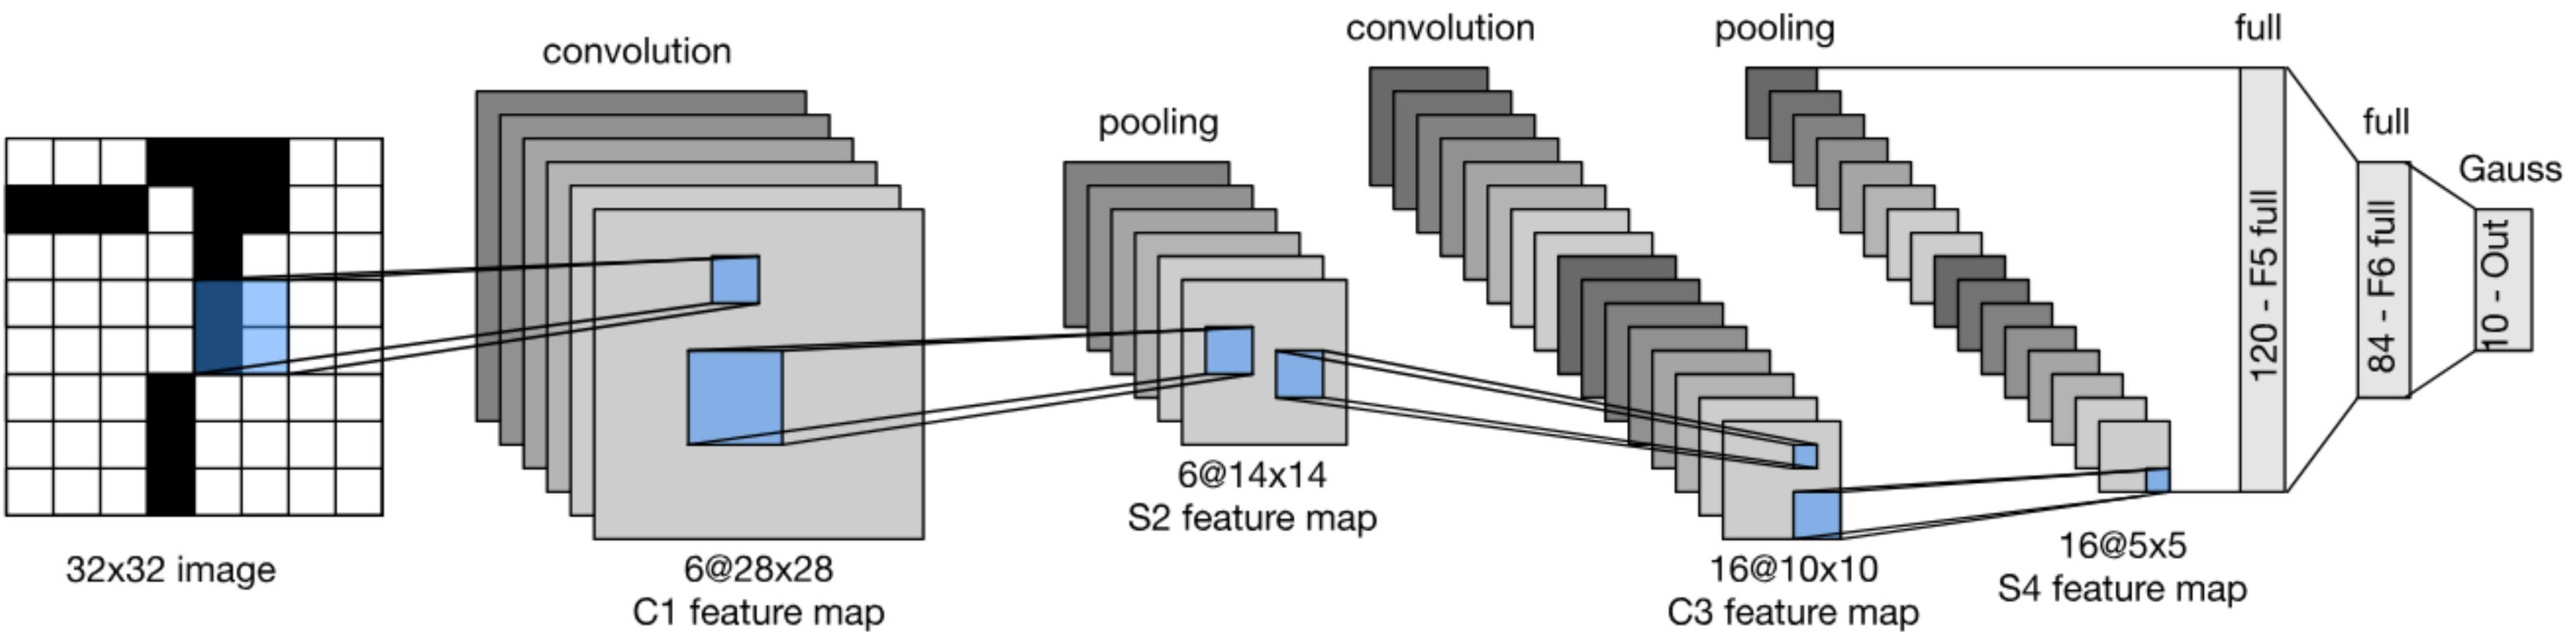 convolution
pooling
convolution
pooling
full
full
Gauss
120 - F5 full
84 - F6 full
10 - Out
32x32 image
6@28x28
C1 feature map
6@14x14
S2 feature map
16@10x10
C3 feature map
16@5x5
S4 feature map